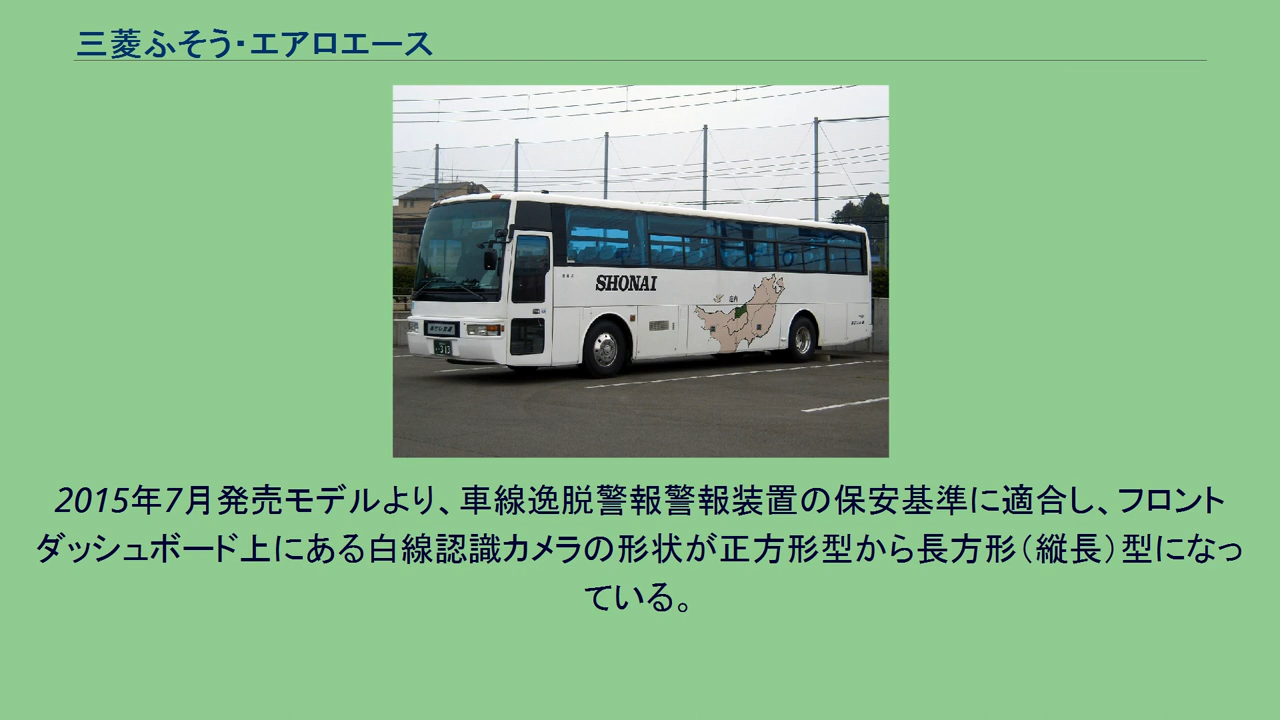 三菱ふそう・エアロエース
SHONAI
庄内
313
2015年7月発売モデルより、車線逸脱警報警報装置の保安基準に適合し、フロント
ダッシュボード上にある白線認識カメラの形状が正方形型から長方形（縦長）型になっ
ている。